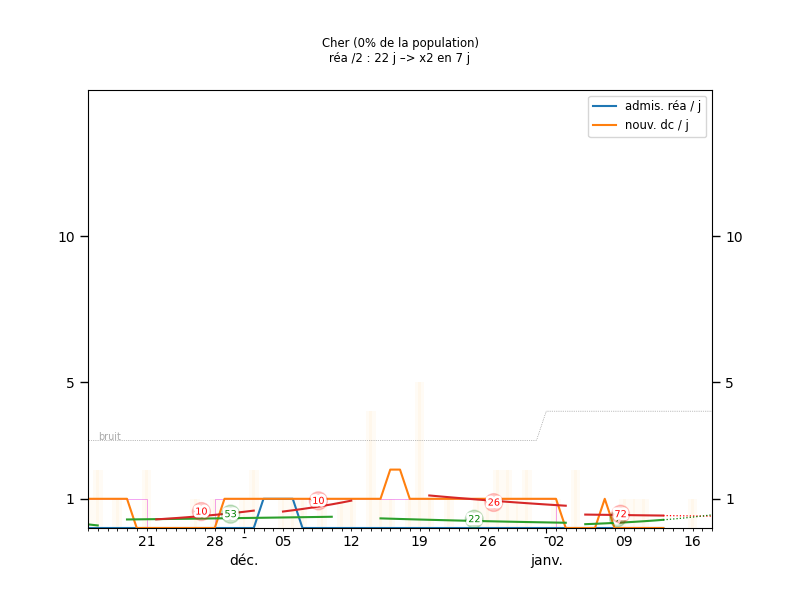 Cher (0% de la population)
réa /2 : 22 j –> x2 en 7 j
admis. réa / j
nouv. dc / j
10 10
5 5
bruit
1 1
10 53 10 22 26 72
21 28 - 05 12 19 26 -02 09 16
déc. janv.